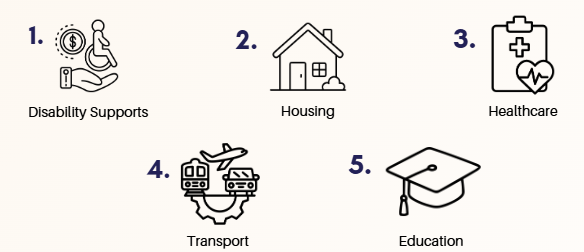 1.
Disability Supports
2.
Housing
3.
Healthcare
4.
Transport
5.
Education